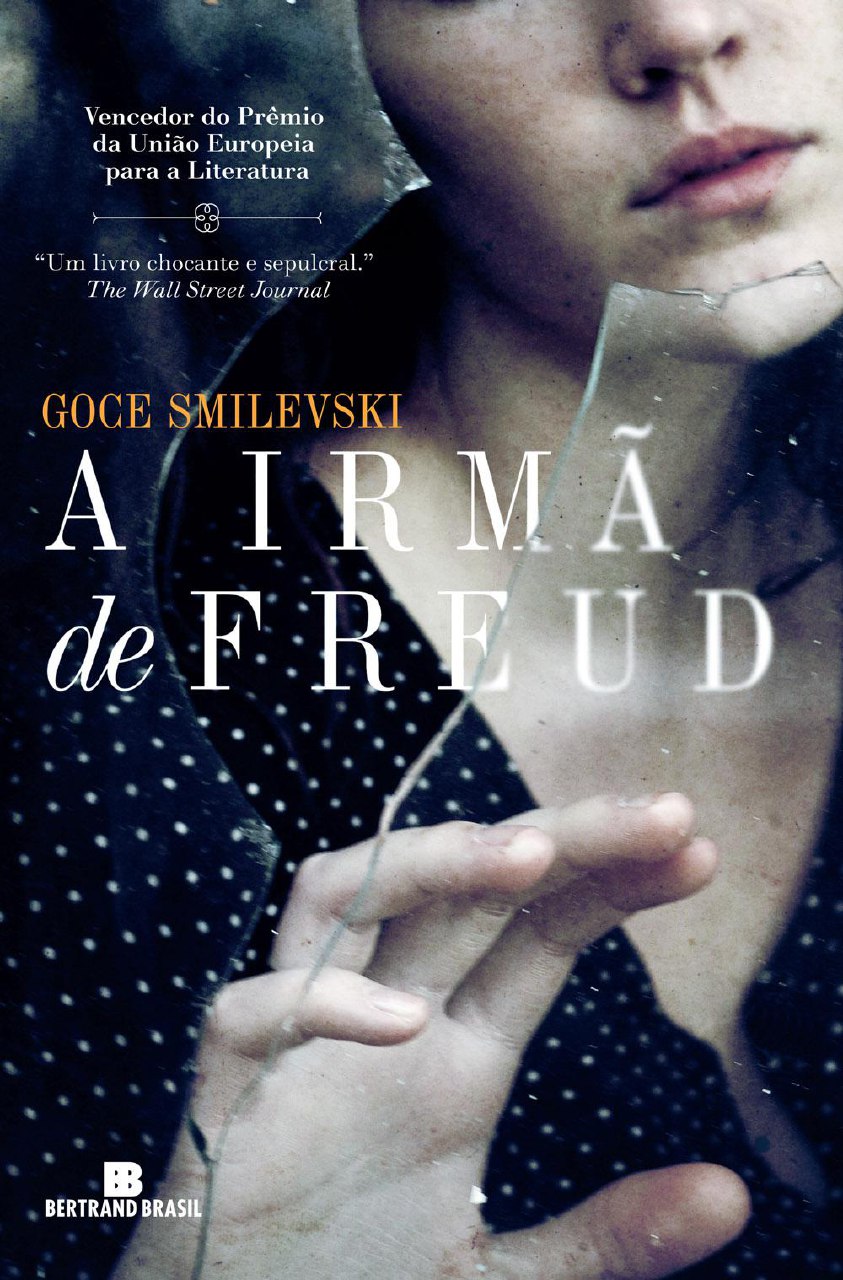 Vencedor do Prêmio
da União Europeia
para a Literatura
“Um livro chocante e sepulcral.”
The Wall Street Journal
GOCE SMILEVSKI
A IRMÃ
de FREUD
BB
BERTRAND BRASIL